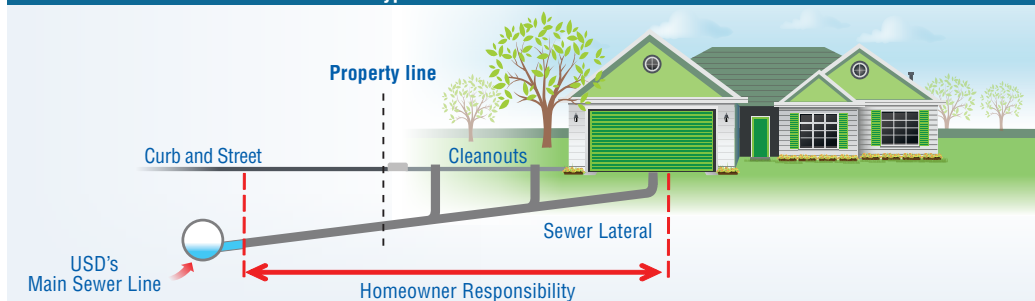 Property line
Curb and Street
Cleanouts
Sewer Lateral
USD's
Main Sewer Line
Homeowner Responsibility